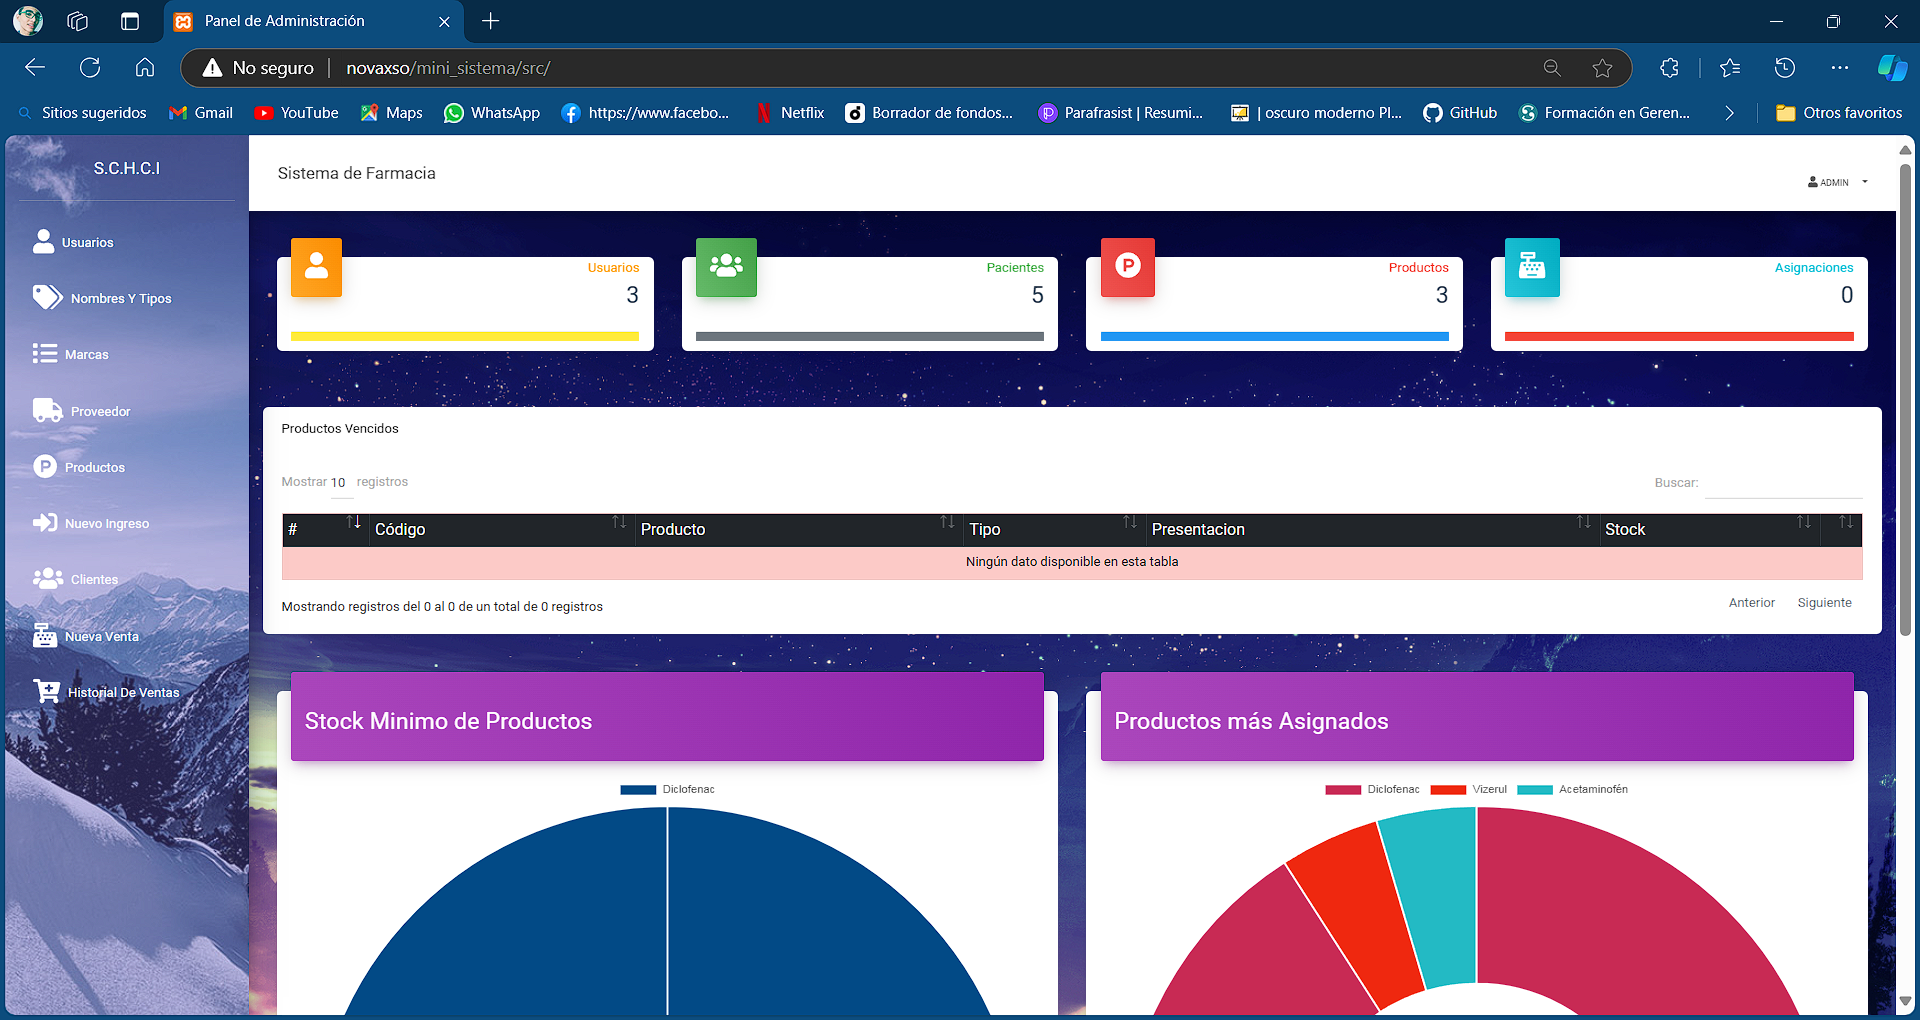 Panel de Administración
No seguro | novaxso/mini_sistema/src/
Sitios sugeridos Gmail YouTube Maps WhatsApp https://www.facebo... Netflix Borrador de fondos... Parafrasist | Resumi... | oscuro moderno Pl... GitHub Formación en Geren... Otros favoritos
S.C.H.C.I
Usuarios
Nombres Y Tipos
Marcas
Proveedor
Productos
Nuevo Ingreso
Clientes
Nueva Venta
Historial De Ventas
Sistema de Farmacia
ADMIN
Usuarios
3
Pacientes
5
Productos
3
Asignaciones
0
Productos Vencidos
Mostrar 10 registros
Buscar:
# Código Producto Tipo Presentacion Stock
Ningún dato disponible en esta tabla
Mostrando registros del 0 al 0 de un total de 0 registros
Anterior Siguiente
Stock Minimo de Productos
Diclofenac
Productos más Asignados
Diclofenac Vizerul Acetaminofén